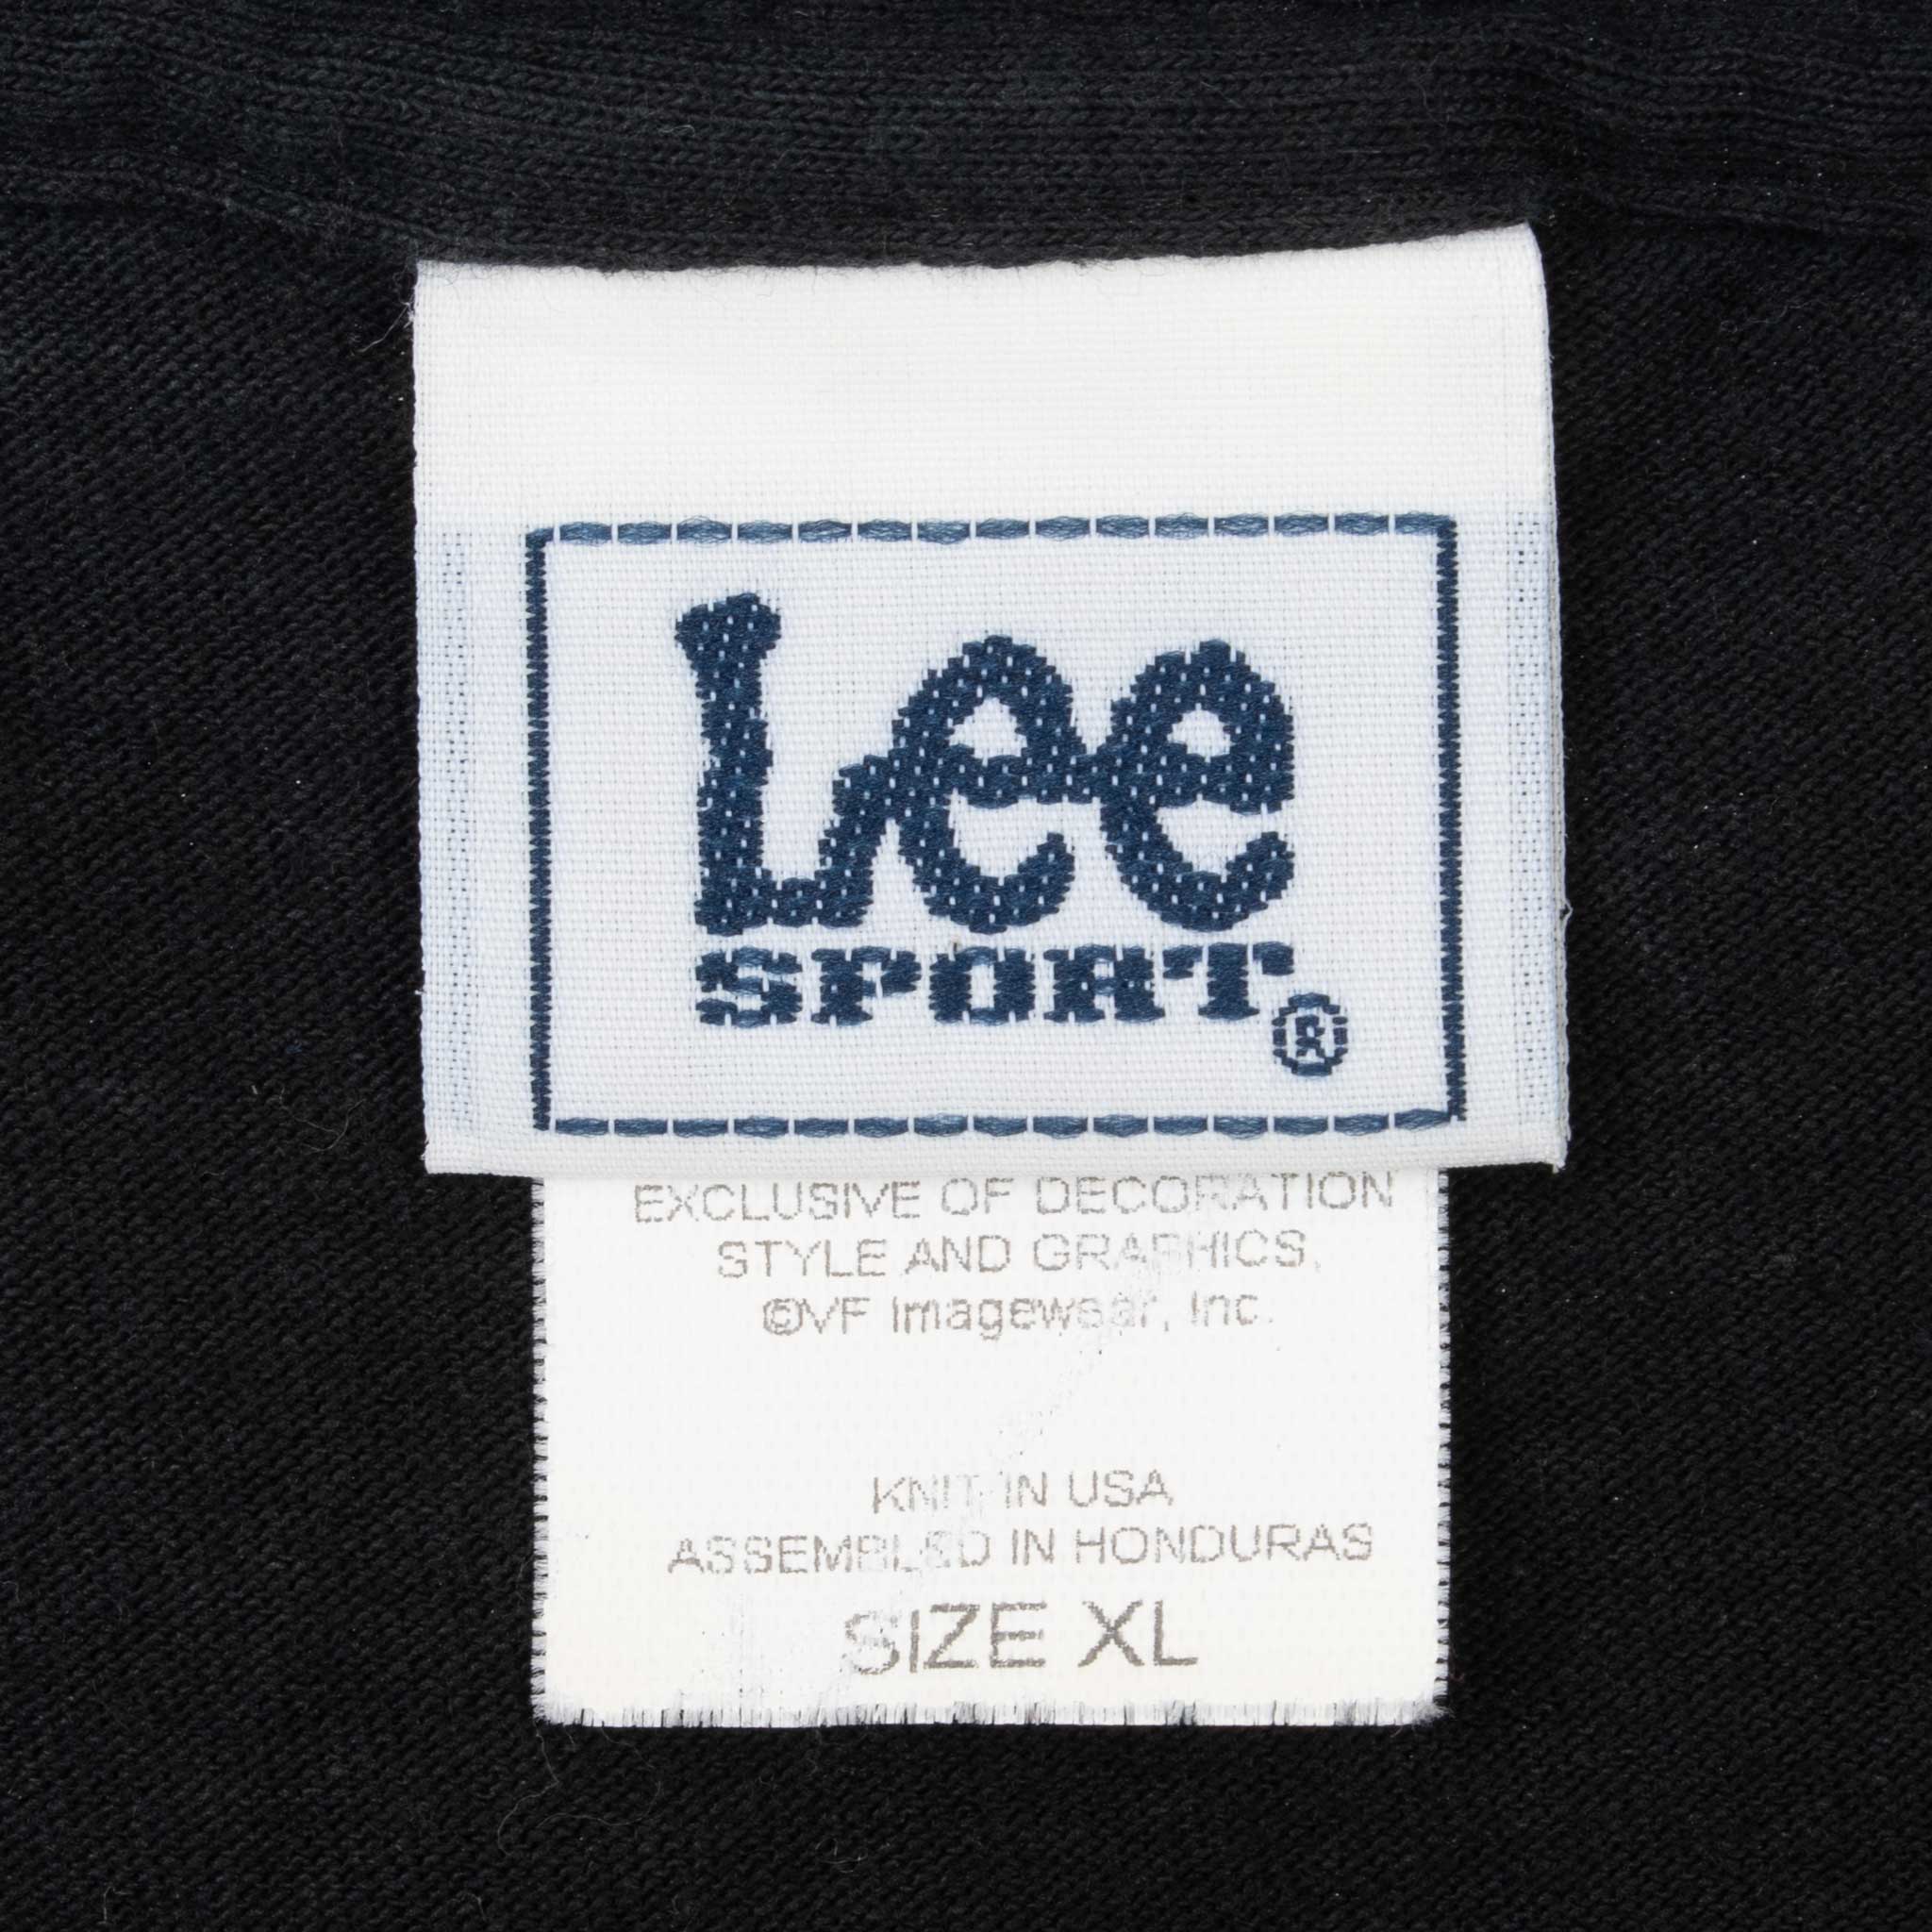 Lee
SPORT®
EXCLUSIVE OF DECORATION
STYLE AND GRAPHICS,
©VF Imagewear, Inc.
KNIT IN USA
ASSEMBLED IN HONDURAS
SIZE XL